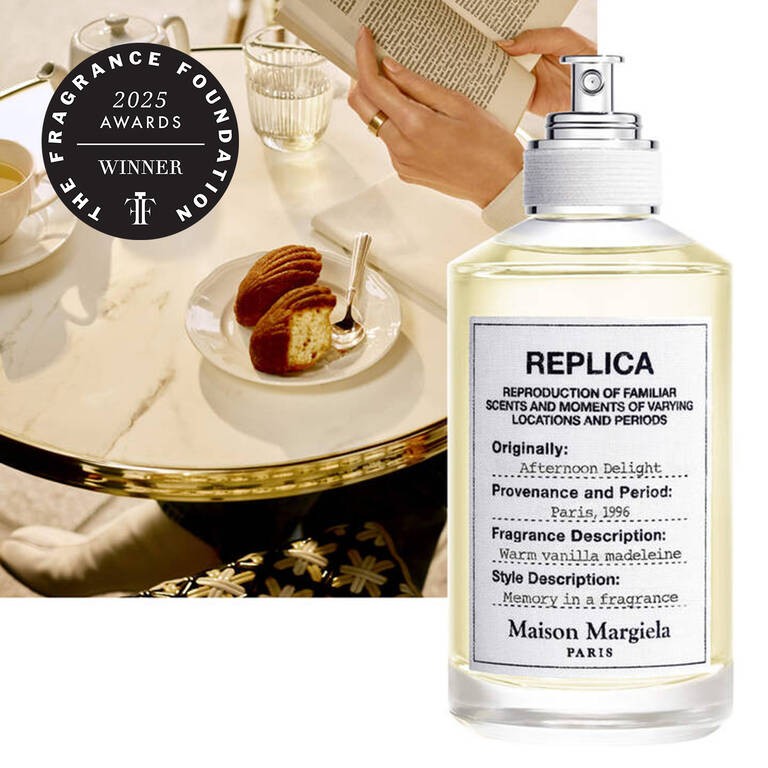 THE FRAGRANCE FOUNDATION
2025
AWARDS
WINNER
REPLICA
REPRODUCTION OF FAMILIAR
SCENTS AND MOMENTS OF VARYING
LOCATIONS AND PERIODS
Originally:
Afternoon Delight
Provenance and Period:
Paris, 1996
Fragrance Description:
Warm vanilla madeleine
Style Description:
Memory in a fragrance
Maison Margiela
PARIS